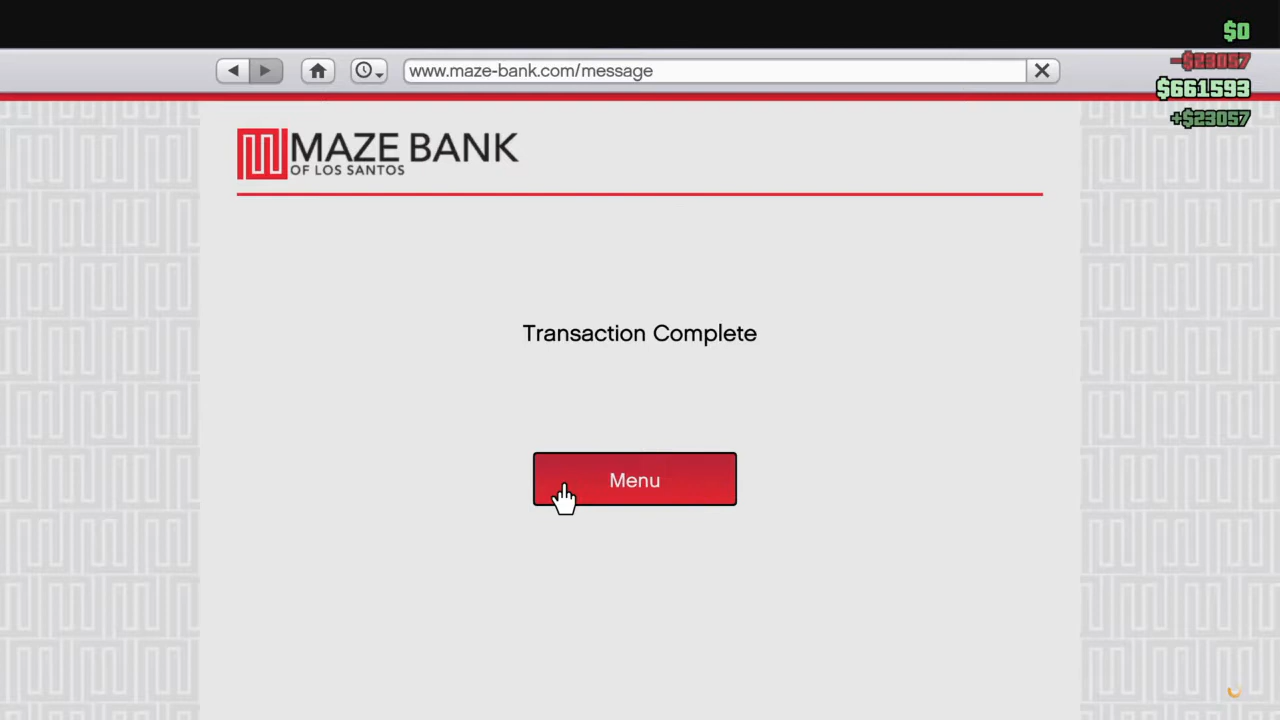 $0
-$23057
www.maze-bank.com/message
$661593
+$23057
MAZE BANK
OF LOS SANTOS
Transaction Complete
Menu